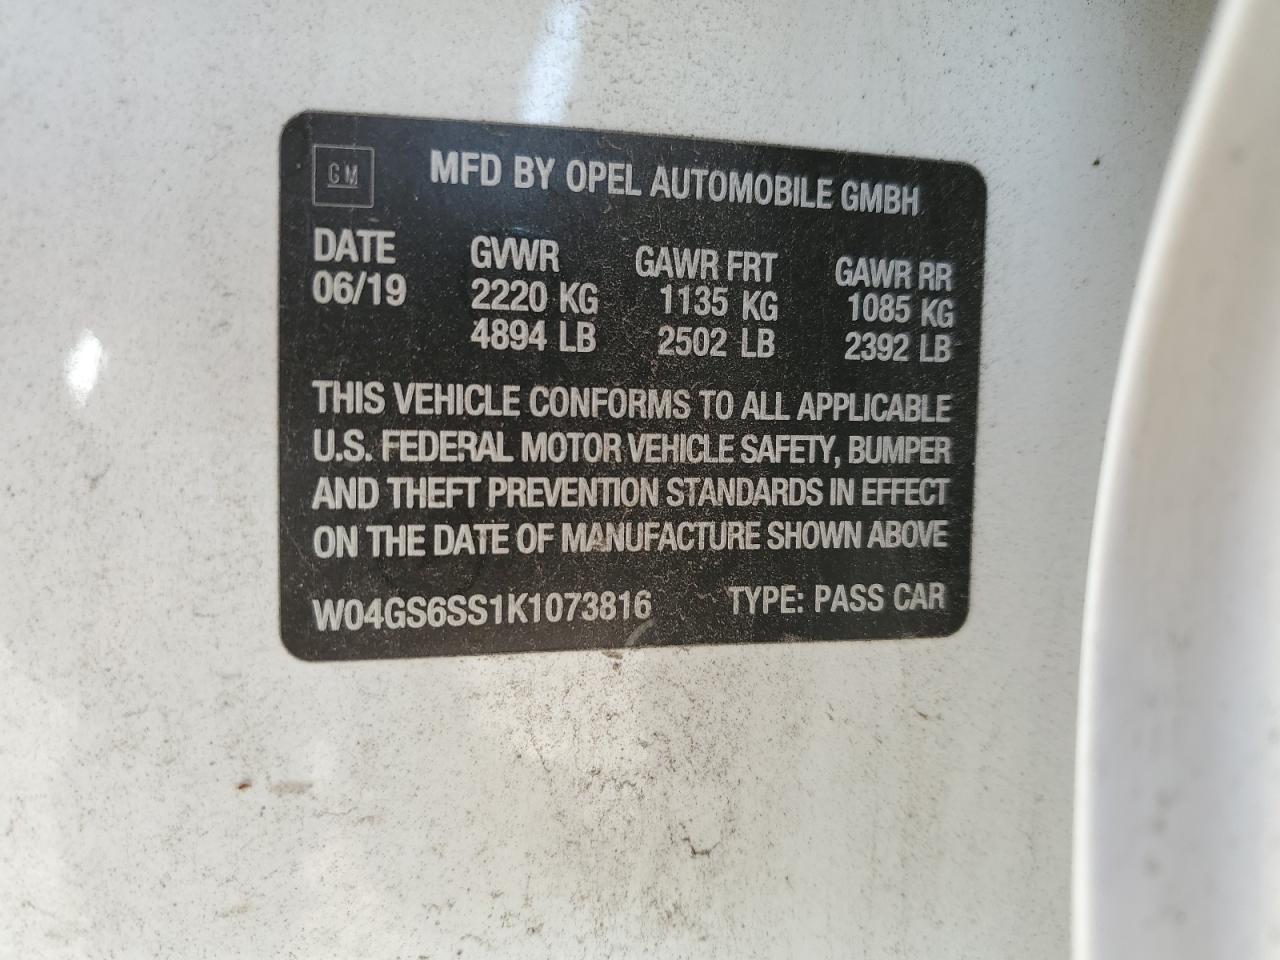 GM
MFD BY OPEL AUTOMOBILE GMBH
DATE GVWR GAWR FRT GAWR RR
06/19 2220 KG 1135 KG 1085 KG
4894 LB 2502 LB 2392 LB
THIS VEHICLE CONFORMS TO ALL APPLICABLE
U.S. FEDERAL MOTOR VEHICLE SAFETY, BUMPER
AND THEFT PREVENTION STANDARDS IN EFFECT
ON THE DATE OF MANUFACTURE SHOWN ABOVE
W04GS6SS1K1073816 TYPE: PASS CAR